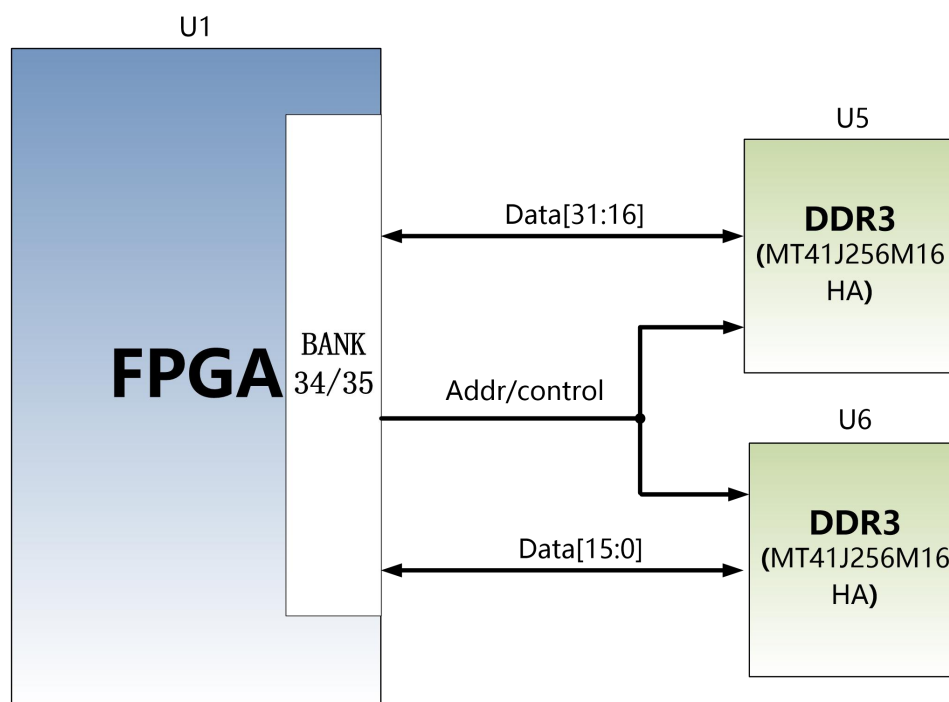 U1
FPGA
BANK
34/35
Data[31:16]
Addr/control
Data[15:0]
U5
DDR3
(MT41J256M16
HA)
U6
DDR3
(MT41J256M16
HA)